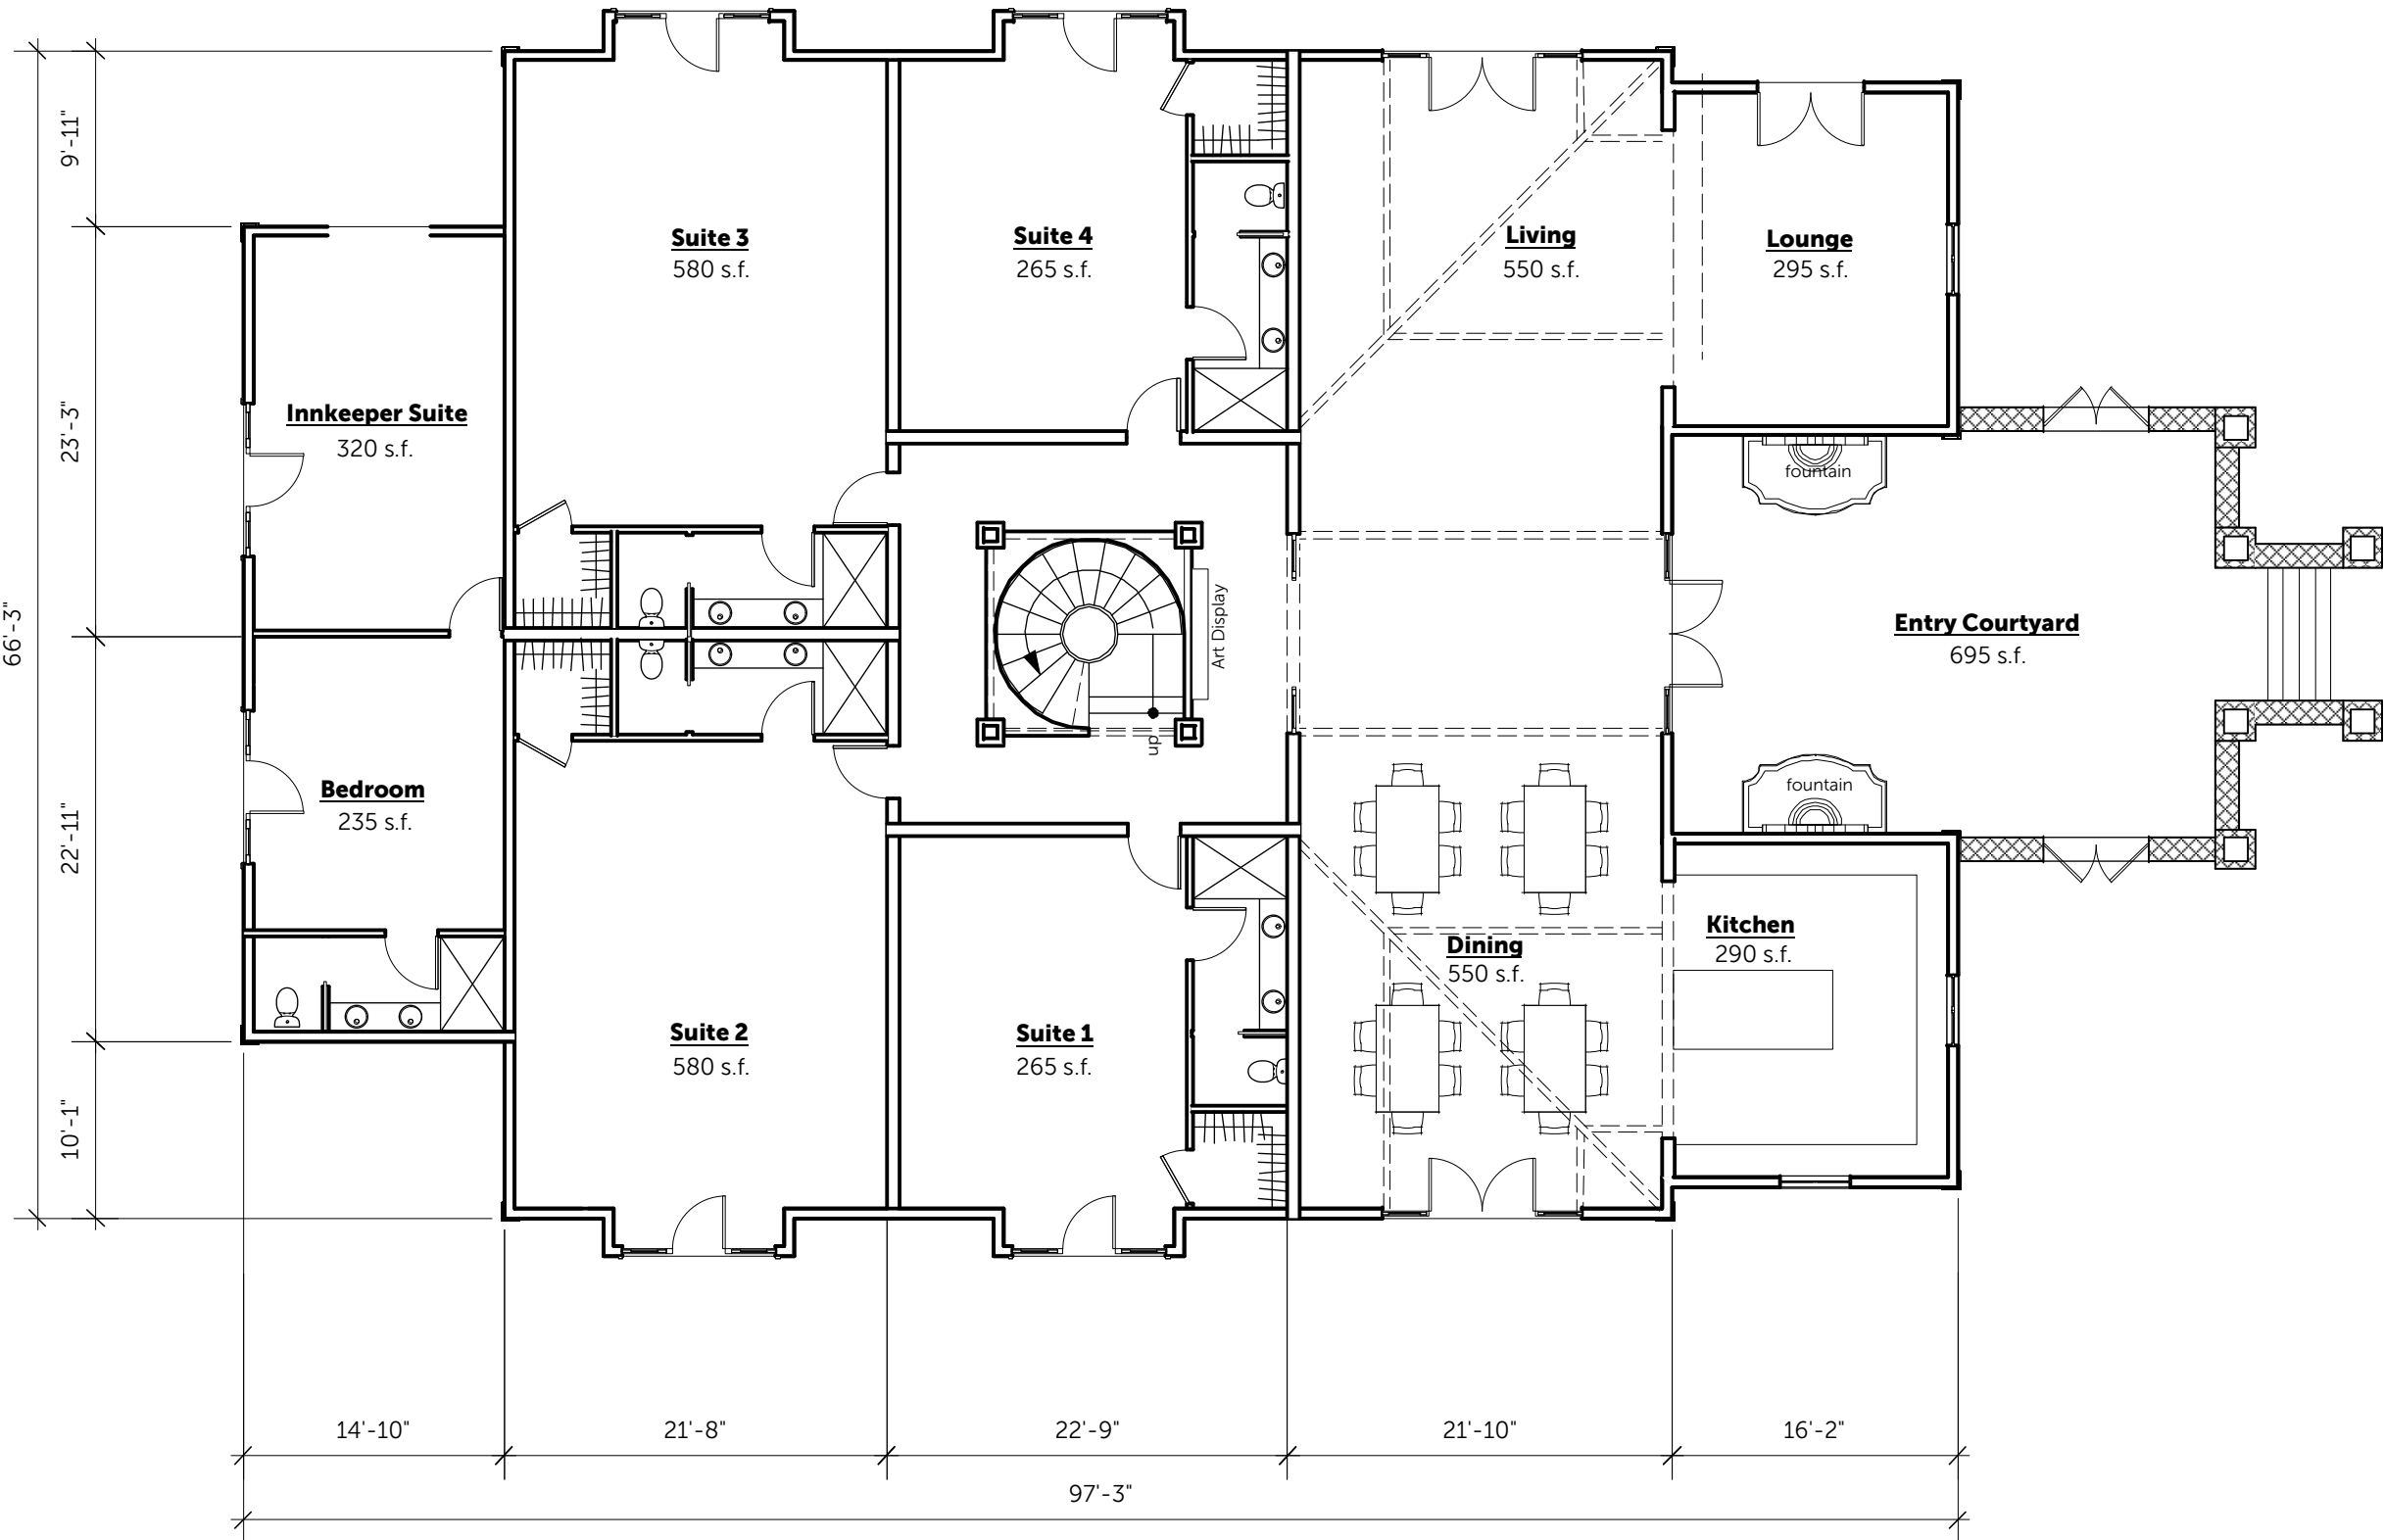 9'-11"
23'-3"
66'-3"
22'-11"
10'-1"
Suite 3
580 s.f.
Suite 4
265 s.f.
Living
550 s.f.
Lounge
295 s.f.
Innkeeper Suite
320 s.f.
fountain
Art Display
up
Entry Courtyard
695 s.f.
Bedroom
235 s.f.
fountain
Dining
550 s.f.
Kitchen
290 s.f.
Suite 2
580 s.f.
Suite 1
265 s.f.
14'-10"
21'-8"
22'-9"
21'-10"
16'-2"
97'-3"